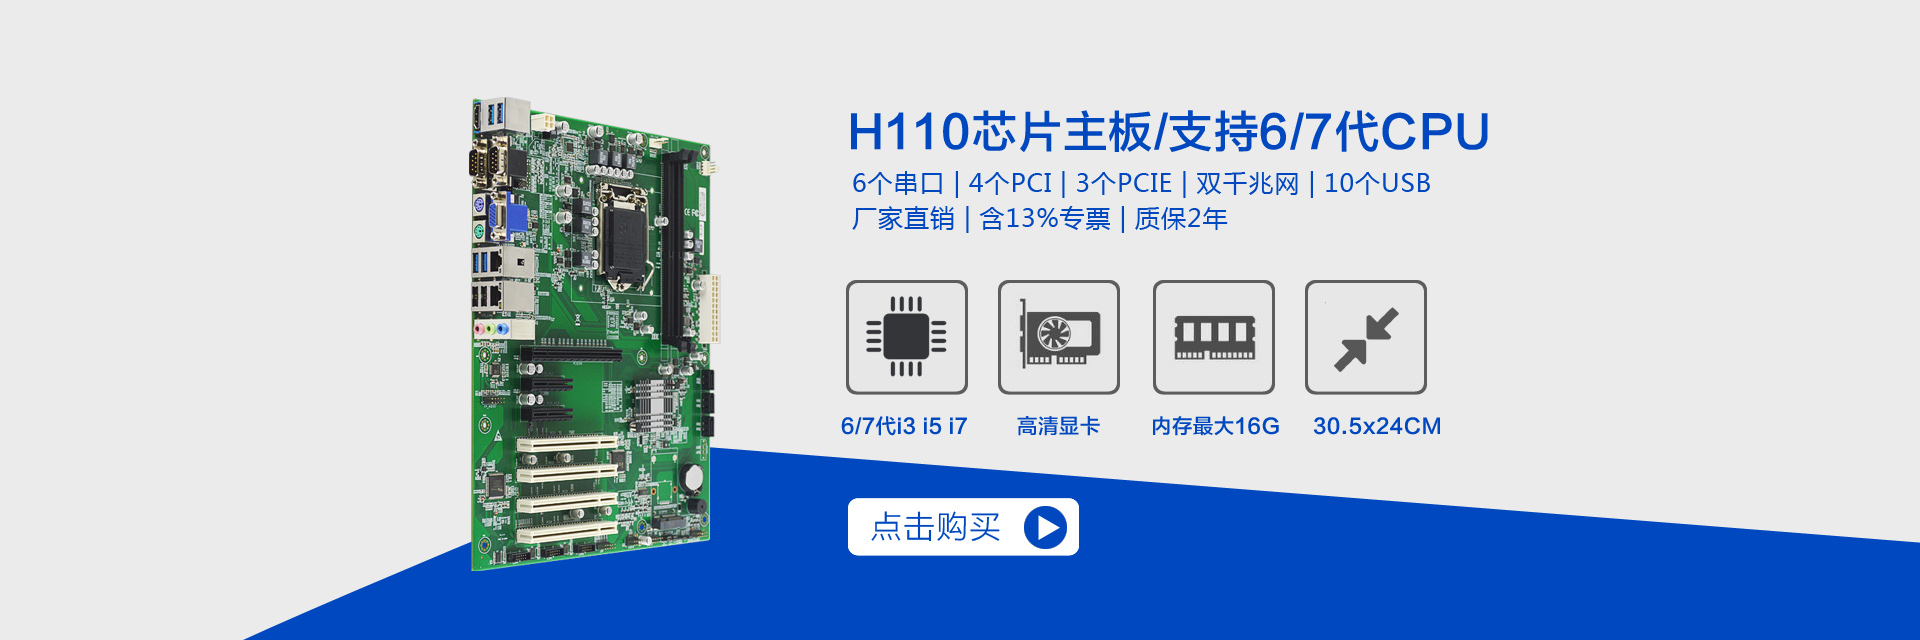 H110芯片主板/支持6/7代CPU
6个串口 | 4个PCI | 3个PCIE | 双千兆网 | 10个USB
厂家直销 | 含13%专票 | 质保2年
6/7代i3 i5 i7
高清显卡
内存最大16G
30.5x24CM
点击购买